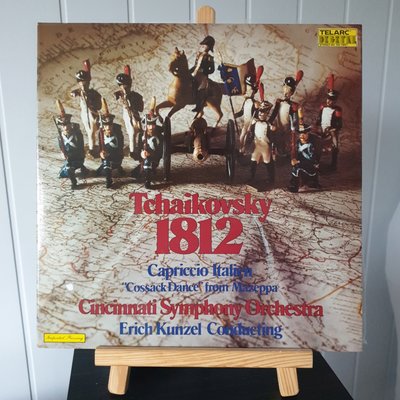 TELARC
DIGITAL
Tchaikovsky
1812
Capriccio Italien
"Cossack Dance" from Mazeppa
Cincinnati Symphony Orchestra
Erich Kunzel Conducting